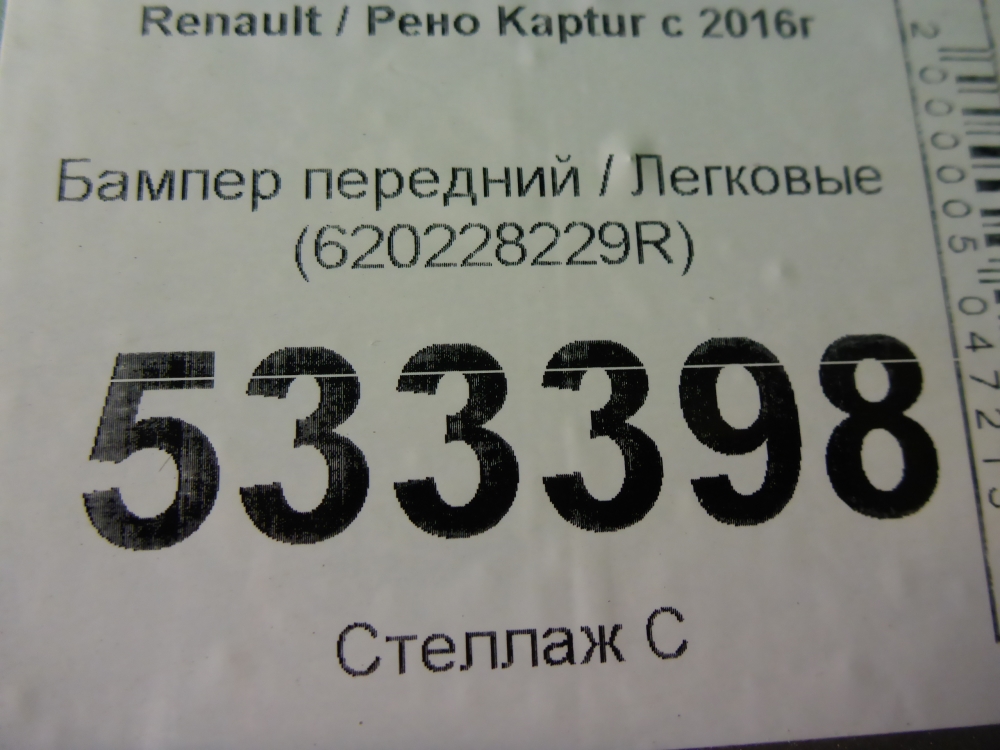 Renault / Рено Kaptur с 2016г
Бампер передний / Легковые
(620228229R)
533398
Стеллаж С